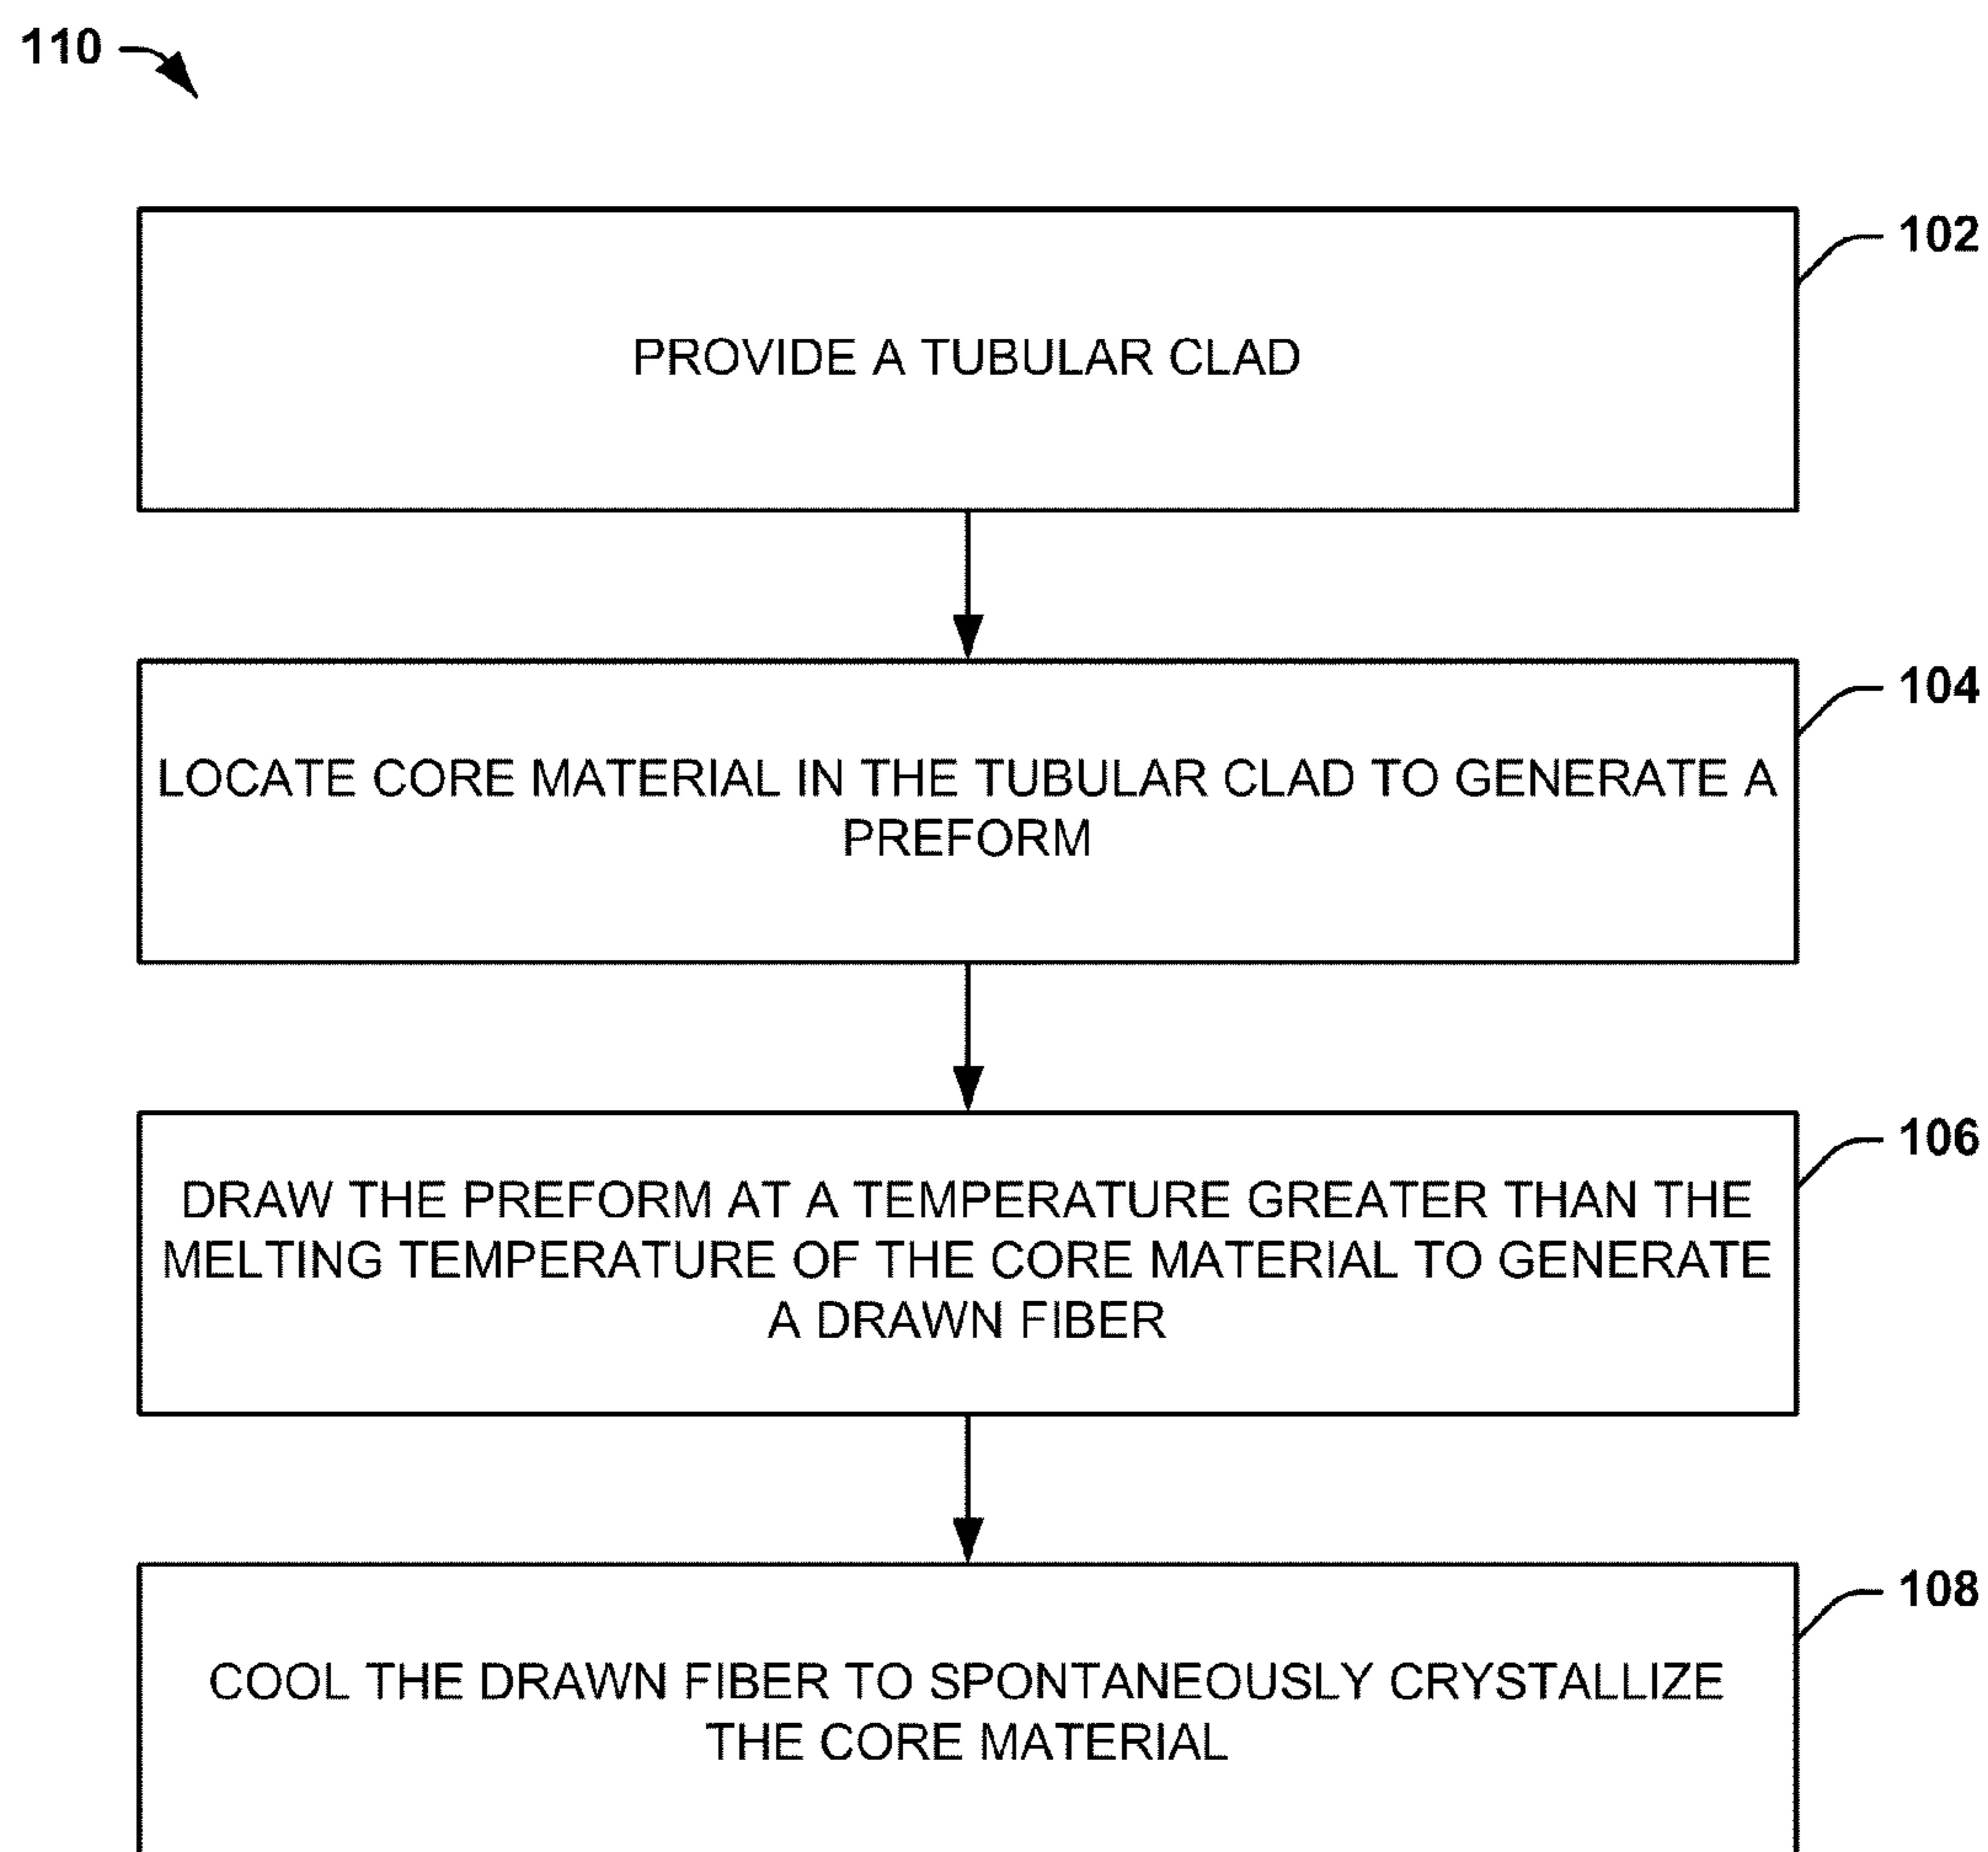 110
102
PROVIDE A TUBULAR CLAD
104
LOCATE CORE MATERIAL IN THE TUBULAR CLAD TO GENERATE A
PREFORM
106
DRAW THE PREFORM AT A TEMPERATURE GREATER THAN THE
MELTING TEMPERATURE OF THE CORE MATERIAL TO GENERATE
A DRAWN FIBER
108
COOL THE DRAWN FIBER TO SPONTANEOUSLY CRYSTALLIZE
THE CORE MATERIAL